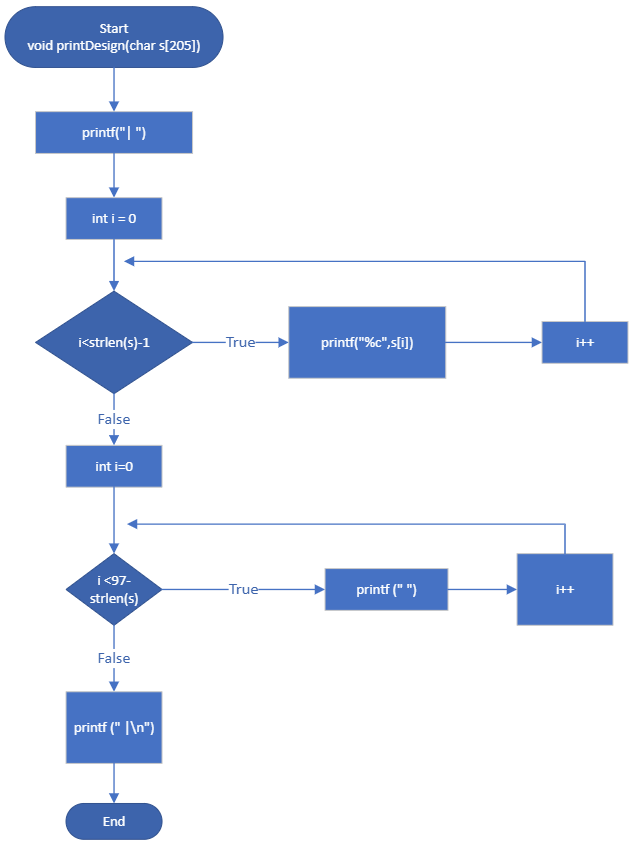 Start
void printDesign(char s[205])
printf("| ")
int i = 0
i<strlen(s)-1
True
printf("%c",s[i])
i++
False
int i=0
i <97-
strlen(s)
True
printf (" ")
i++
False
printf (" |\n")
End